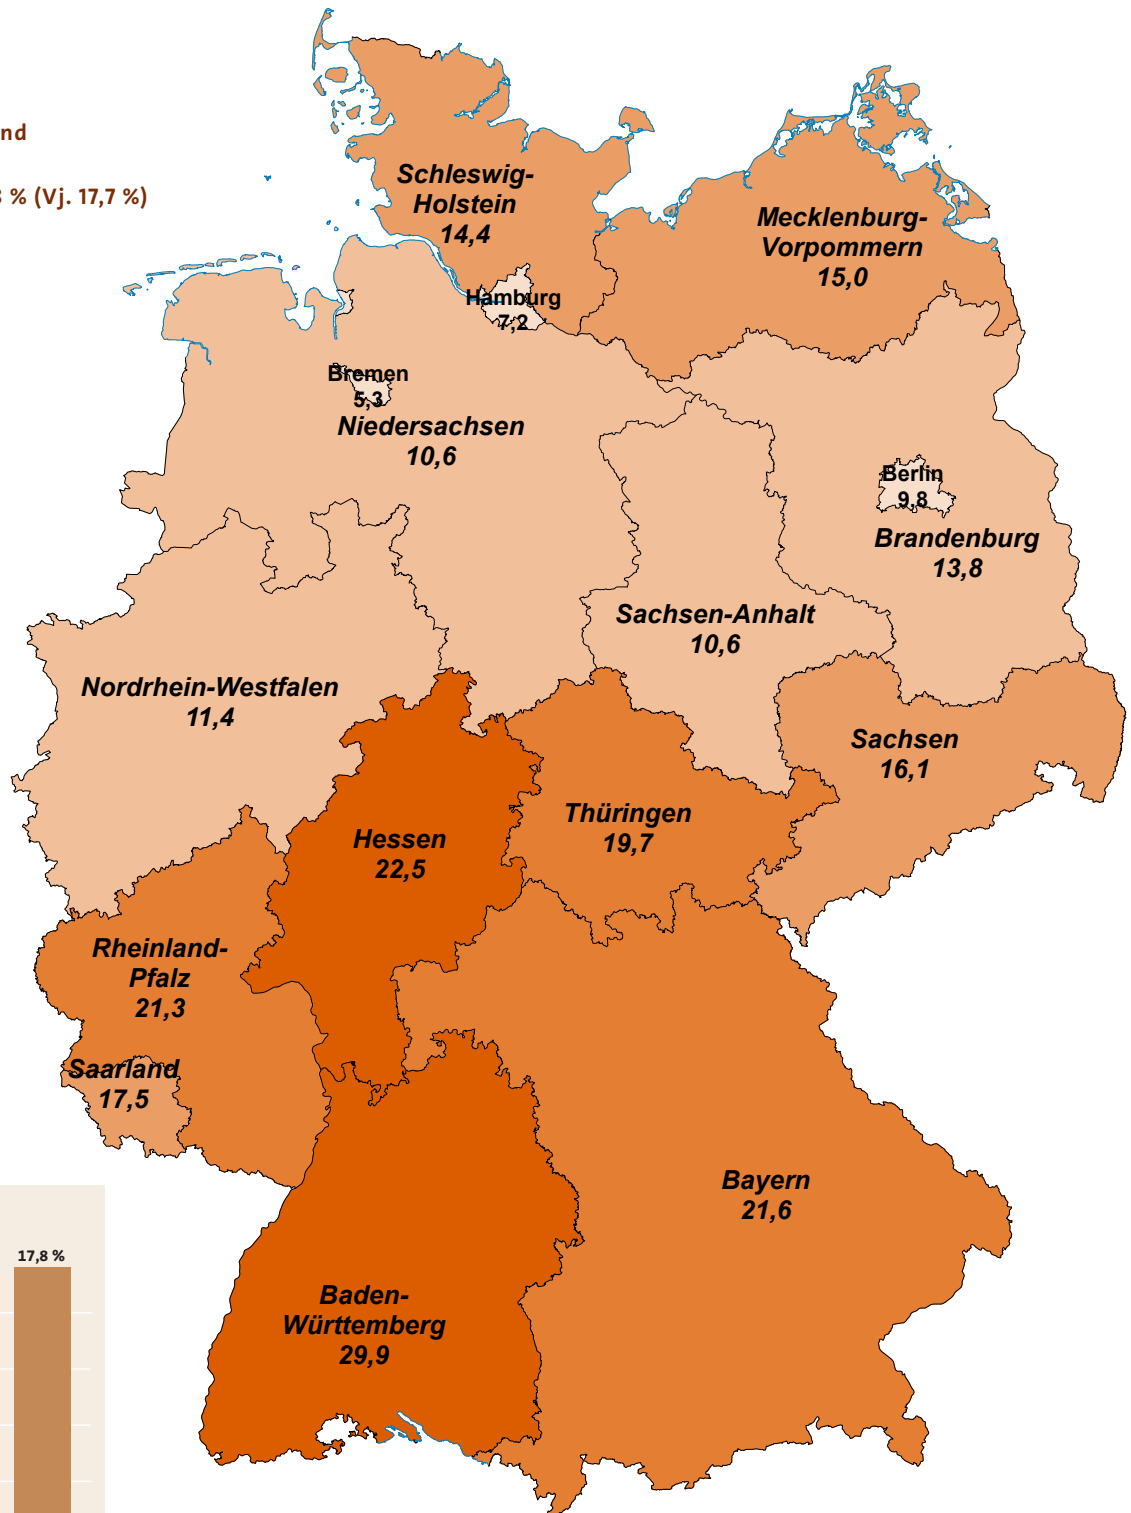 nd
% (Vj. 17,7 %)
Schleswig-
Holstein
14,4
Mecklenburg-
Vorpommern
15,0
Hamburg
7,2
Bremen
5,3
Niedersachsen
10,6
Berlin
9,8
Brandenburg
13,8
Sachsen-Anhalt
10,6
Nordrhein-Westfalen
11,4
Sachsen
16,1
Thüringen
19,7
Hessen
22,5
Rheinland-
Pfalz
21,3
Saarland
17,5
Bayern
21,6
17,8 %
Baden-
Württemberg
29,9